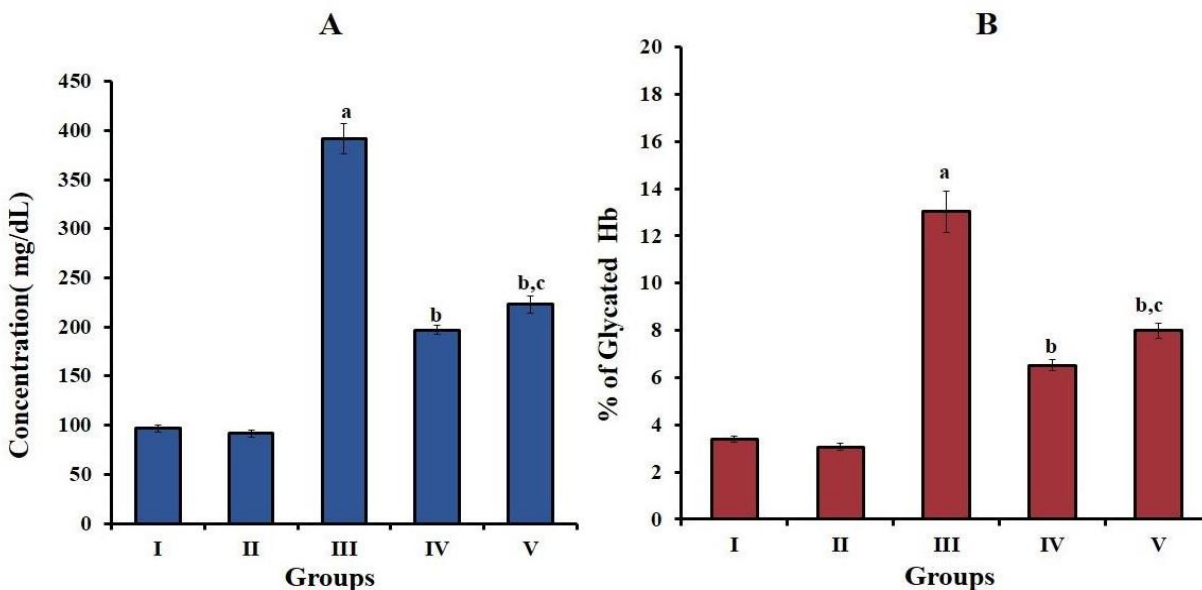 A
Concentration( mg/dL)
450
400
350
300
250
200
150
100
50
0
a
b
b,c
I II III IV V
Groups
B
% of Glycated Hb
20
18
16
14
12
10
8
6
4
2
0
a
b
b,c
I II III IV V
Groups